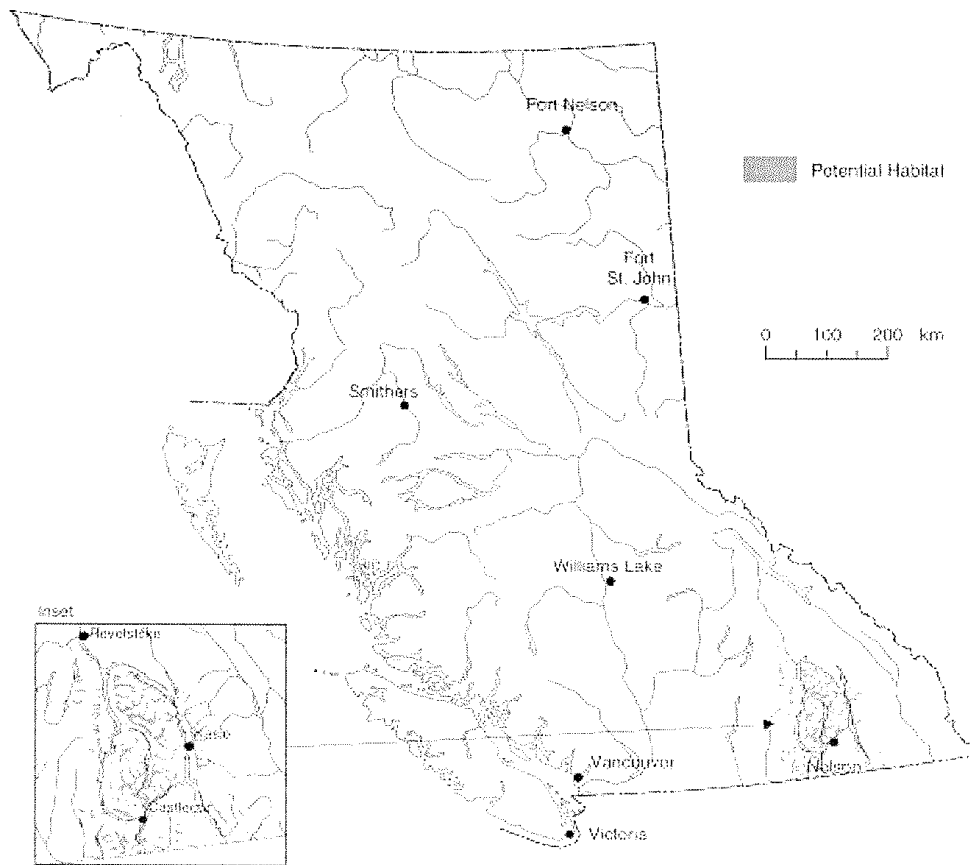 Fort Nelson
Potential Habitat
Fort
St. John
0 100 200 km
Smithers
Williams Lake
Inset
Revelstoke
Kaslo
Castlegar
Vancouver
Nelson
Victoria